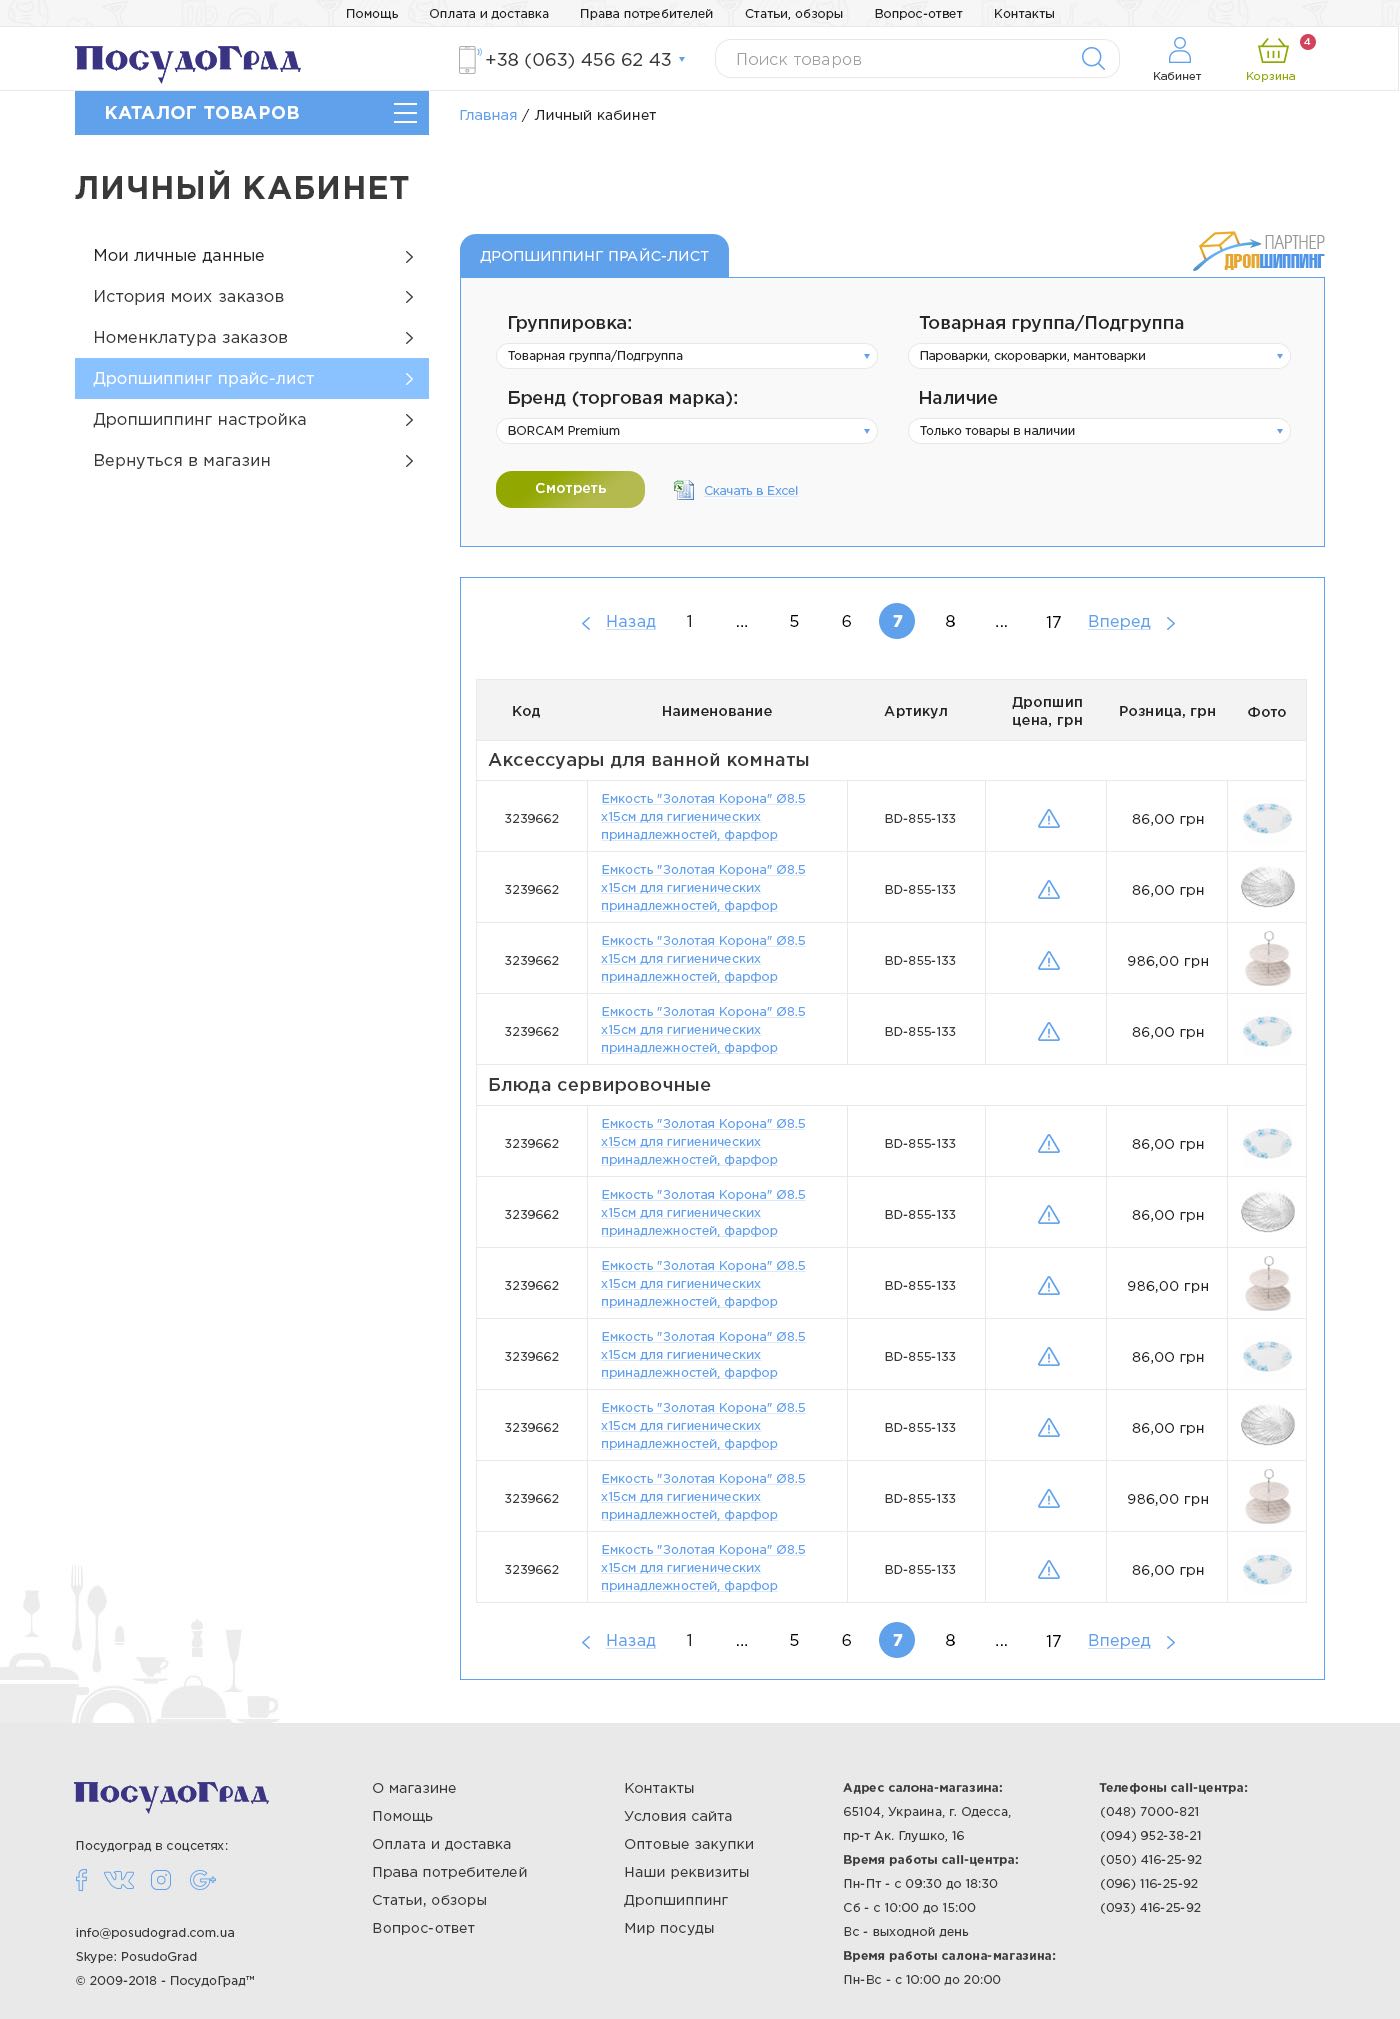 Помощь Оплата и доставка Права потребителей Статьи, обзоры Вопрос-ответ Контакты
ПосудоГрад
+38 (063) 456 62 43
Поиск товаров
Кабинет
4
Корзина
КАТАЛОГ ТОВАРОВ
Главная / Личный кабинет
ЛИЧНЫЙ КАБИНЕТ
Мои личные данные
История моих заказов
Номенклатура заказов
Дропшиппинг прайс-лист
Дропшиппинг настройка
Вернуться в магазин
ДРОПШИППИНГ ПРАЙС-ЛИСТ
ПАРТНЕР
ДРОПШИППИНГ
Группировка: Товарная группа/Подгруппа
Товарная группа/Подгруппа Пароварки, скороварки, мантоварки
Бренд (торговая марка): Наличие
BORCAM Premium Только товары в наличии
Смотреть Скачать в Excel
Назад 1 ... 5 6 7 8 ... 17 Вперед
Код Наименование Артикул Дропшип цена, грн Розница, грн Фото
Аксессуары для ванной комнаты
Емкость "Золотая Корона" Ø8.5
3239662 х15см для гигиенических BD-855-133 86,00 грн
принадлежностей, фарфор
Емкость "Золотая Корона" Ø8.5
3239662 х15см для гигиенических BD-855-133 86,00 грн
принадлежностей, фарфор
Емкость "Золотая Корона" Ø8.5
3239662 х15см для гигиенических BD-855-133 986,00 грн
принадлежностей, фарфор
Емкость "Золотая Корона" Ø8.5
3239662 х15см для гигиенических BD-855-133 86,00 грн
принадлежностей, фарфор
Блюда сервировочные
Емкость "Золотая Корона" Ø8.5
3239662 х15см для гигиенических BD-855-133 86,00 грн
принадлежностей, фарфор
Емкость "Золотая Корона" Ø8.5
3239662 х15см для гигиенических BD-855-133 86,00 грн
принадлежностей, фарфор
Емкость "Золотая Корона" Ø8.5
3239662 х15см для гигиенических BD-855-133 986,00 грн
принадлежностей, фарфор
Емкость "Золотая Корона" Ø8.5
3239662 х15см для гигиенических BD-855-133 86,00 грн
принадлежностей, фарфор
Емкость "Золотая Корона" Ø8.5
3239662 х15см для гигиенических BD-855-133 86,00 грн
принадлежностей, фарфор
Емкость "Золотая Корона" Ø8.5
3239662 х15см для гигиенических BD-855-133 986,00 грн
принадлежностей, фарфор
Емкость "Золотая Корона" Ø8.5
3239662 х15см для гигиенических BD-855-133 86,00 грн
принадлежностей, фарфор
Назад 1 ... 5 6 7 8 ... 17 Вперед
ПосудоГрад
Посудоград в соцсетях:
info@posudograd.com.ua
Skype: PosudoGrad
© 2009-2018 - ПосудоГрад™
О магазине
Помощь
Оплата и доставка
Права потребителей
Статьи, обзоры
Вопрос-ответ
Контакты
Условия сайта
Оптовые закупки
Наши реквизиты
Дропшиппинг
Мир посуды
Адрес салона-магазина:
65104, Украина, г. Одесса,
пр-т Ак. Глушко, 16
Время работы call-центра:
Пн-Пт - с 09:30 до 18:30
Сб - с 10:00 до 15:00
Вс - выходной день
Время работы салона-магазина:
Пн-Вс - с 10:00 до 20:00
Телефоны call-центра:
(048) 7000-821
(094) 952-38-21
(050) 416-25-92
(096) 116-25-92
(093) 416-25-92